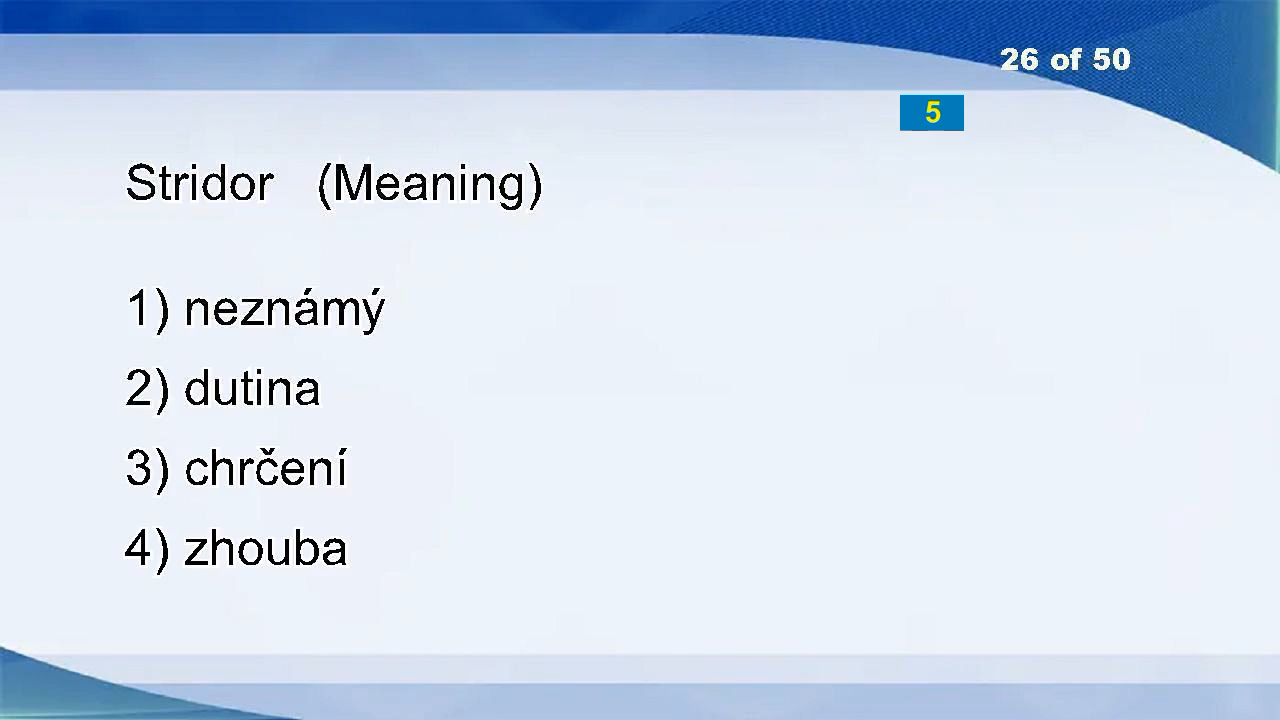 26 of 50
5
Stridor (Meaning)
1) neznámý
2) dutina
3) chrčení
4) zhouba